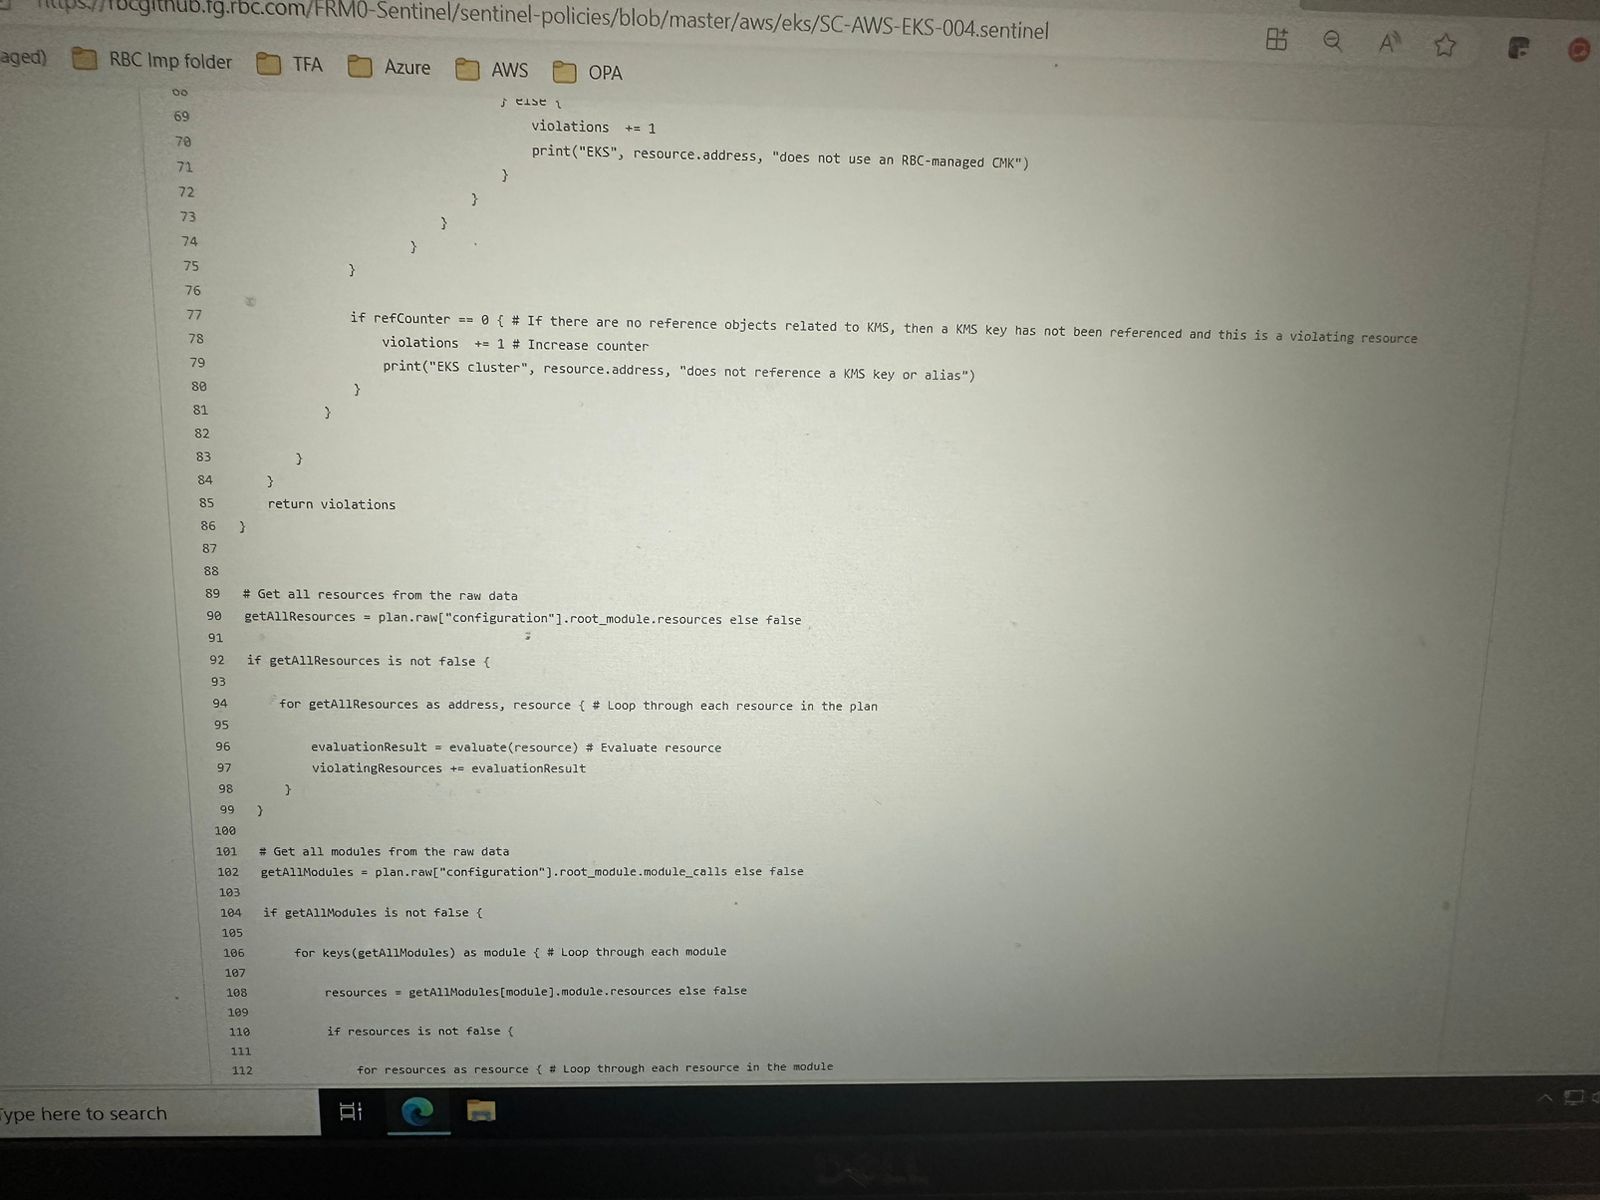 https://rbcgithub.fg.rbc.com/FRM0-Sentinel/sentinel-policies/blob/master/aws/eks/SC-AWS-EKS-004.sentinel
aged) RBC Imp folder TFA Azure AWS OPA
68 } else {
69 violations += 1
70 print("EKS", resource.address, "does not use an RBC-managed CMK")
71 }
72 }
73 }
74 }
75 }
76
77 if refCounter == 0 { # If there are no reference objects related to KMS, then a KMS key has not been referenced and this is a violating resource
78 violations += 1 # Increase counter
79 print("EKS cluster", resource.address, "does not reference a KMS key or alias")
80 }
81 }
82
83 }
84 }
85 return violations
86 }
87
88
89 # Get all resources from the raw data
90 getAllResources = plan.raw["configuration"].root_module.resources else false
91
92 if getAllResources is not false {
93
94 for getAllResources as address, resource { # Loop through each resource in the plan
95
96 evaluationResult = evaluate(resource) # Evaluate resource
97 violatingResources += evaluationResult
98 }
99 }
100
101 # Get all modules from the raw data
102 getAllModules = plan.raw["configuration"].root_module.module_calls else false
103
104 if getAllModules is not false {
105
106 for keys(getAllModules) as module { # Loop through each module
107
108 resources = getAllModules[module].module.resources else false
109
110 if resources is not false {
111
112 for resources as resource { # Loop through each resource in the module
Type here to search
DELL